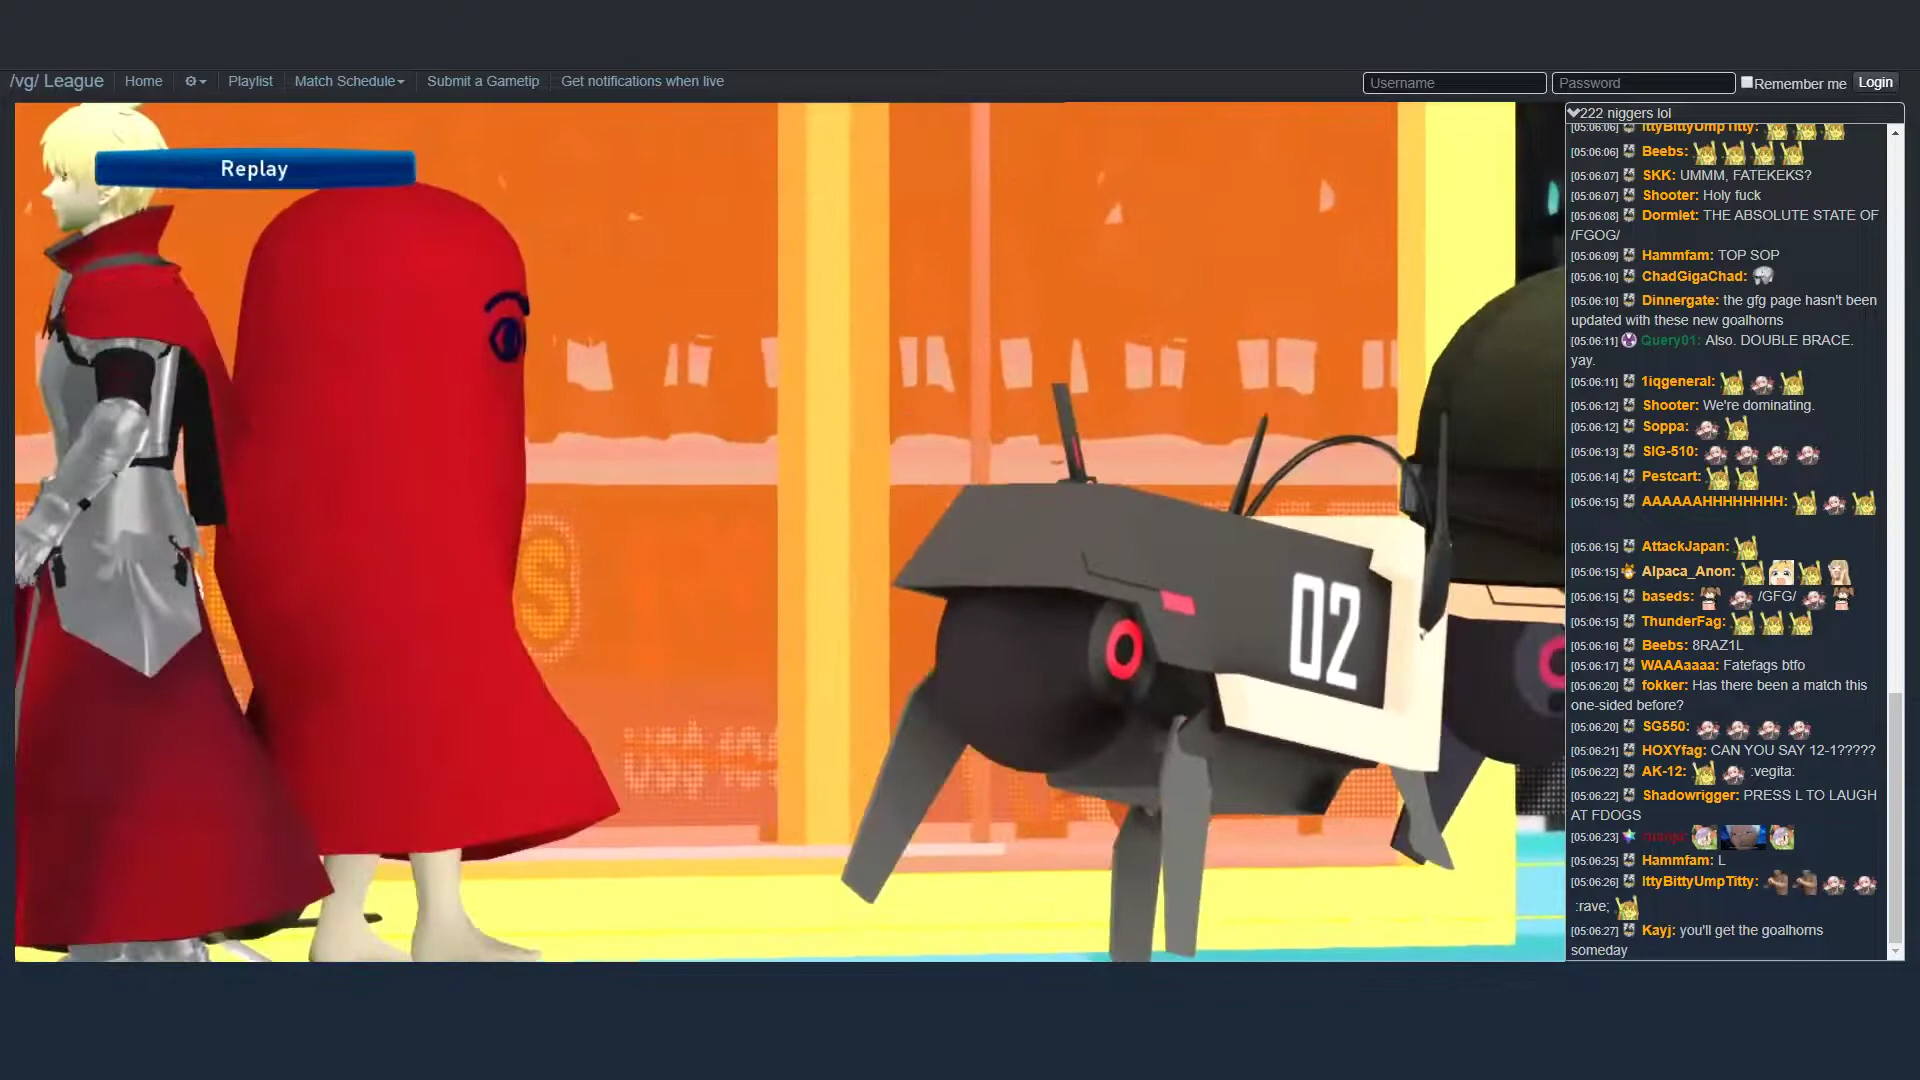 /vg/ League
Home
Playlist
Match Schedule
Submit a Gametip
Get notifications when live
Username
Password
Remember me
Login
Replay
02
222 niggers lol
[05:06:06] IttyBittyUmpTitty:
[05:06:06] Beebs:
[05:06:07] SKK: UMMM, FATEKEKS?
[05:06:07] Shooter: Holy fuck
[05:06:08] Dormlet: THE ABSOLUTE STATE OF
/FGOG/
[05:06:09] Hammfam: TOP SOP
[05:06:10] ChadGigaChad:
[05:06:10] Dinnergate: the gfg page hasn't been
updated with these new goalhorns
[05:06:11] Query01: Also. DOUBLE BRACE.
yay.
[05:06:11] 1iqgeneral:
[05:06:12] Shooter: We're dominating.
[05:06:12] Soppa:
[05:06:13] SIG-510:
[05:06:14] Pestcart:
[05:06:15] AAAAAAHHHHHHHH:
[05:06:15] AttackJapan:
[05:06:15] Alpaca_Anon:
[05:06:15] baseds: /GFG/
[05:06:15] ThunderFag:
[05:06:16] Beebs: 8RAZ1L
[05:06:17] WAAAaaaa: Fatefags btfo
[05:06:20] fokker: Has there been a match this
one-sided before?
[05:06:20] SG550:
[05:06:21] HOXYfag: CAN YOU SAY 12-1?????
[05:06:22] AK-12: :vegita:
[05:06:22] Shadowrigger: PRESS L TO LAUGH
AT FDOGS
[05:06:23]
[05:06:25] Hammfam: L
[05:06:26] IttyBittyUmpTitty:
:rave;
[05:06:27] Kayj: you'll get the goalhorns
someday